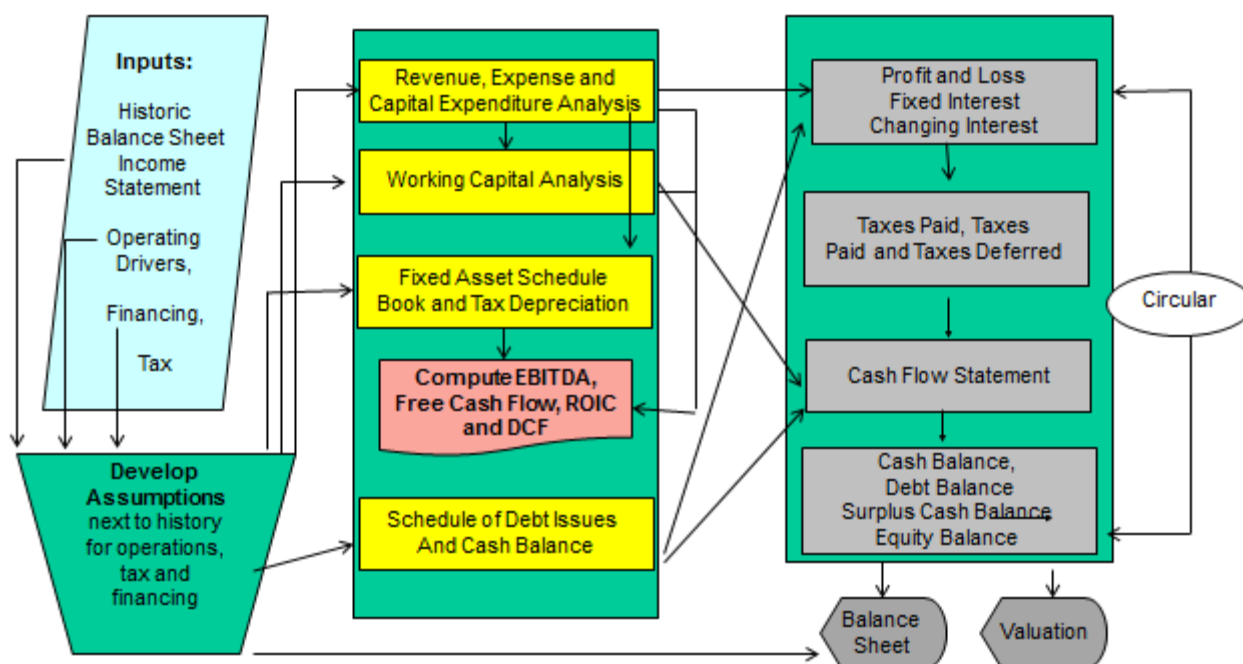 Inputs:
Historic
Balance Sheet
Income
Statement
Operating
Drivers,
Financing,
Tax
Develop
Assumptions
next to history
for operations,
tax and
financing
Revenue, Expense and
Capital Expenditure Analysis
Working Capital Analysis
Fixed Asset Schedule
Book and Tax Depreciation
Compute EBITDA,
Free Cash Flow, ROIC
and DCF
Schedule of Debt Issues
And Cash Balance
Profit and Loss
Fixed Interest
Changing Interest
Taxes Paid, Taxes
Paid and Taxes Deferred
Cash Flow Statement
Cash Balance,
Debt Balance
Surplus Cash Balance
Equity Balance
Circular
Balance
Sheet
Valuation